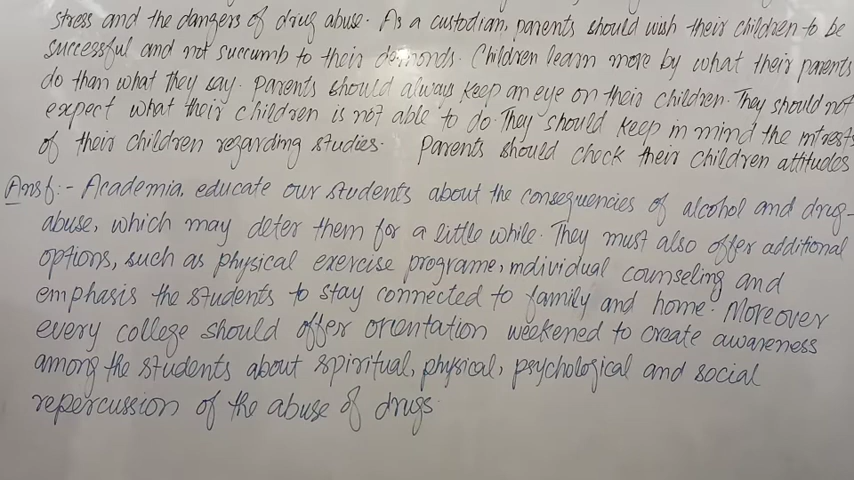 stress and the dangers of drug abuse. As a custodian, parents should wish their children to be
successful and not succumb to their demonds. Children learn more by what their parents
do than what they say. Parents should always keep an eye on their children. They should not
expect what their children is not able to do. They should keep in mind the intrests
of their children regarding studies. Parents should check their children attitudes
Ans f:- Academia, educate our students about the consequencies of alcohol and drug-
abuse, which may deter them for a little while. They must also offer additional
options, such as physical exercise programe, individual counseling and
emphasis the students to stay connected to family and home. Moreover
every college should offer orientation weekened to create awareness
among the students about spiritual, physical, psychological and social
repercussion of the abuse of drugs.